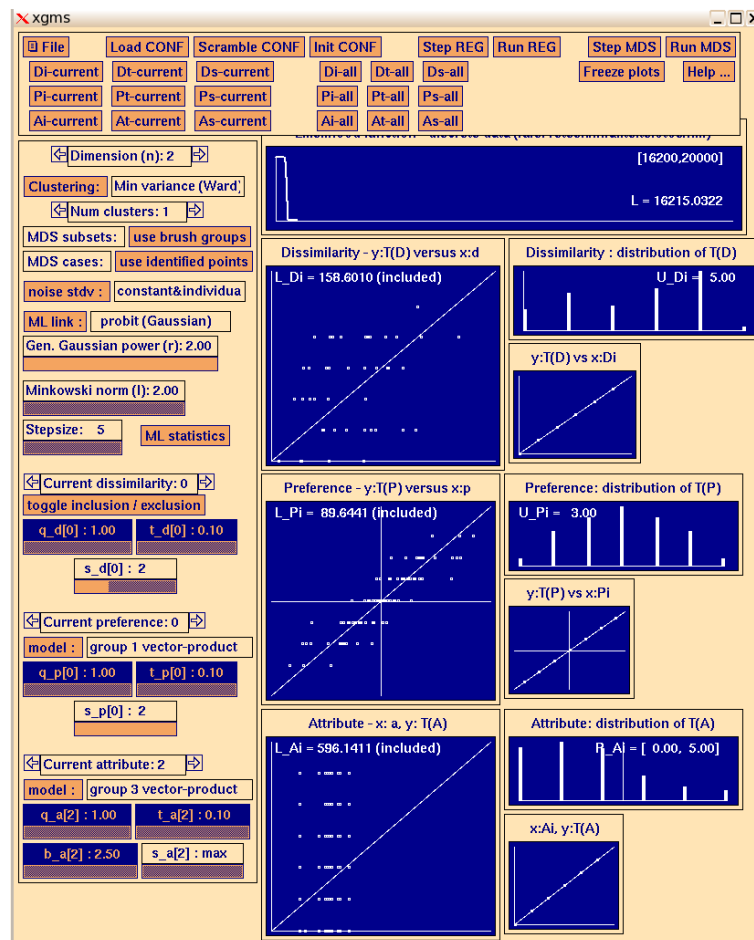 xgms
File Load CONF Scramble CONF Init CONF Step REG Run REG Step MDS Run MDS
Di-current Dt-current Ds-current Di-all Dt-all Ds-all Freeze plots Help ...
Pi-current Pt-current Ps-current Pi-all Pt-all Ps-all
Ai-current At-current As-current Ai-all At-all As-all
Dimension (n): 2
Clustering: Min variance (Ward)
Num clusters: 1
MDS subsets: use brush groups
MDS cases: use identified points
noise stdv : constant&individua
ML link : probit (Gaussian)
Gen. Gaussian power (r): 2.00
Minkowski norm (l): 2.00
Stepsize: 5
ML statistics
Current dissimilarity: 0
toggle inclusion / exclusion
q_d[0] : 1.00 t_d[0] : 0.10
s_d[0] : 2
Current preference: 0
model : group 1 vector-product
q_p[0] : 1.00 t_p[0] : 0.10
s_p[0] : 2
Current attribute: 2
model : group 3 vector-product
q_a[2] : 1.00 t_a[2] : 0.10
b_a[2] : 2.50 s_a[2] : max
[16200,20000]
L = 16215.0322
Dissimilarity - y:T(D) versus x:d
L_Di = 158.6010 (included)
Dissimilarity : distribution of T(D)
U_Di = 5.00
y:T(D) vs x:Di
Preference - y:T(P) versus x:p
L_Pi = 89.6441 (included)
Preference: distribution of T(P)
U_Pi = 3.00
y:T(P) vs x:Pi
Attribute - x: a, y: T(A)
L_Ai = 596.1411 (included)
Attribute: distribution of T(A)
R_Ai = [ 0.00, 5.00]
x:Ai, y:T(A)